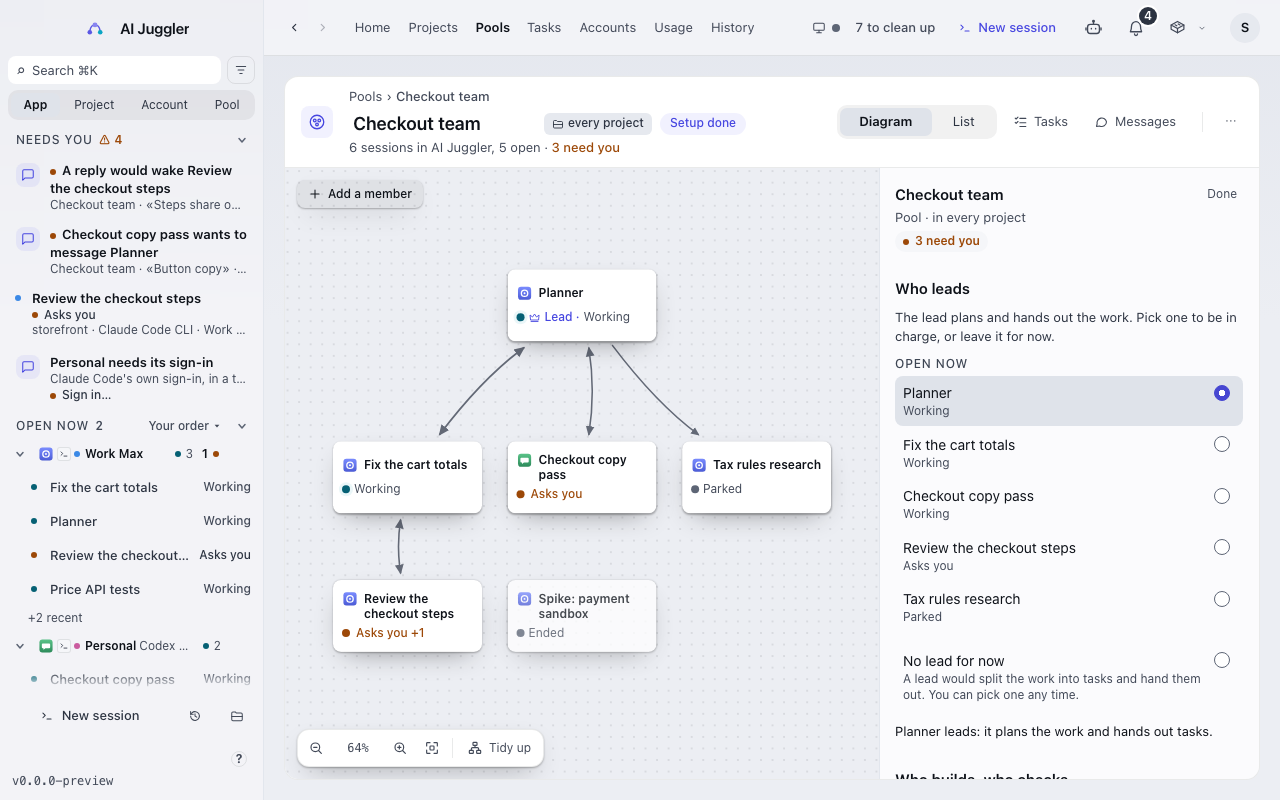 AI Juggler
Search ⌘K
App
Project
Account
Pool
NEEDS YOU 4
A reply would wake Review
the checkout steps
Checkout team · «Steps share o…
Checkout copy pass wants to
message Planner
Checkout team · «Button copy» ·…
Review the checkout steps
Asks you
storefront · Claude Code CLI · Work …
Personal needs its sign-in
Claude Code's own sign-in, in a t…
Sign in…
OPEN NOW 2
Your order
Work Max
3
1
Fix the cart totals
Working
Planner
Working
Review the checkout…
Asks you
Price API tests
Working
+2 recent
Personal Codex …
2
Checkout copy pass
Working
New session
?
v0.0.0-preview
Home
Projects
Pools
Tasks
Accounts
Usage
History
7 to clean up
New session
4
S
Pools › Checkout team
Checkout team
every project
Setup done
6 sessions in AI Juggler, 5 open · 3 need you
Diagram
List
Tasks
Messages
Add a member
Planner
Lead · Working
Fix the cart totals
Working
Checkout copy
pass
Asks you
Tax rules research
Parked
Review the
checkout steps
Asks you +1
Spike: payment
sandbox
Ended
64%
Tidy up
Checkout team
Done
Pool · in every project
3 need you
Who leads
The lead plans and hands out the work. Pick one to be in
charge, or leave it for now.
OPEN NOW
Planner
Working
Fix the cart totals
Working
Checkout copy pass
Working
Review the checkout steps
Asks you
Tax rules research
Parked
No lead for now
A lead would split the work into tasks and hand them
out. You can pick one any time.
Planner leads: it plans the work and hands out tasks.
Who builds, who checks